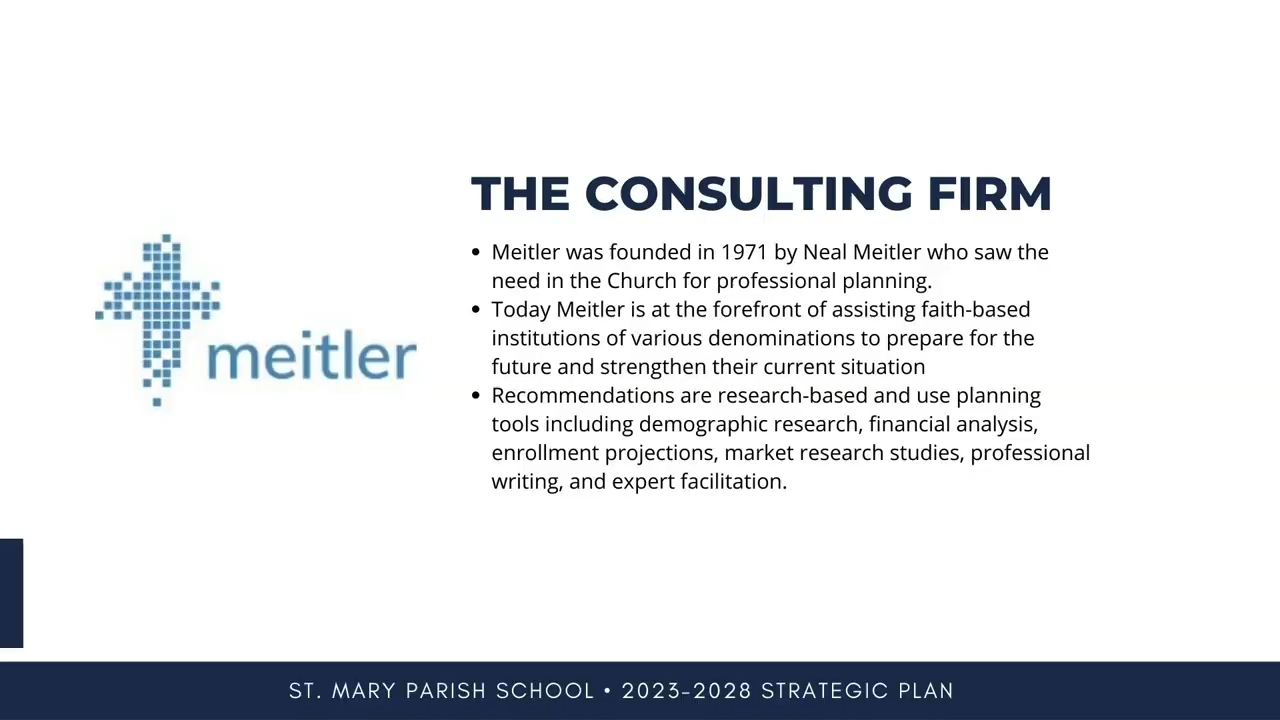 THE CONSULTING FIRM
meitler
• Meitler was founded in 1971 by Neal Meitler who saw the
need in the Church for professional planning.
• Today Meitler is at the forefront of assisting faith-based
institutions of various denominations to prepare for the
future and strengthen their current situation
• Recommendations are research-based and use planning
tools including demographic research, financial analysis,
enrollment projections, market research studies, professional
writing, and expert facilitation.
ST. MARY PARISH SCHOOL • 2023-2028 STRATEGIC PLAN